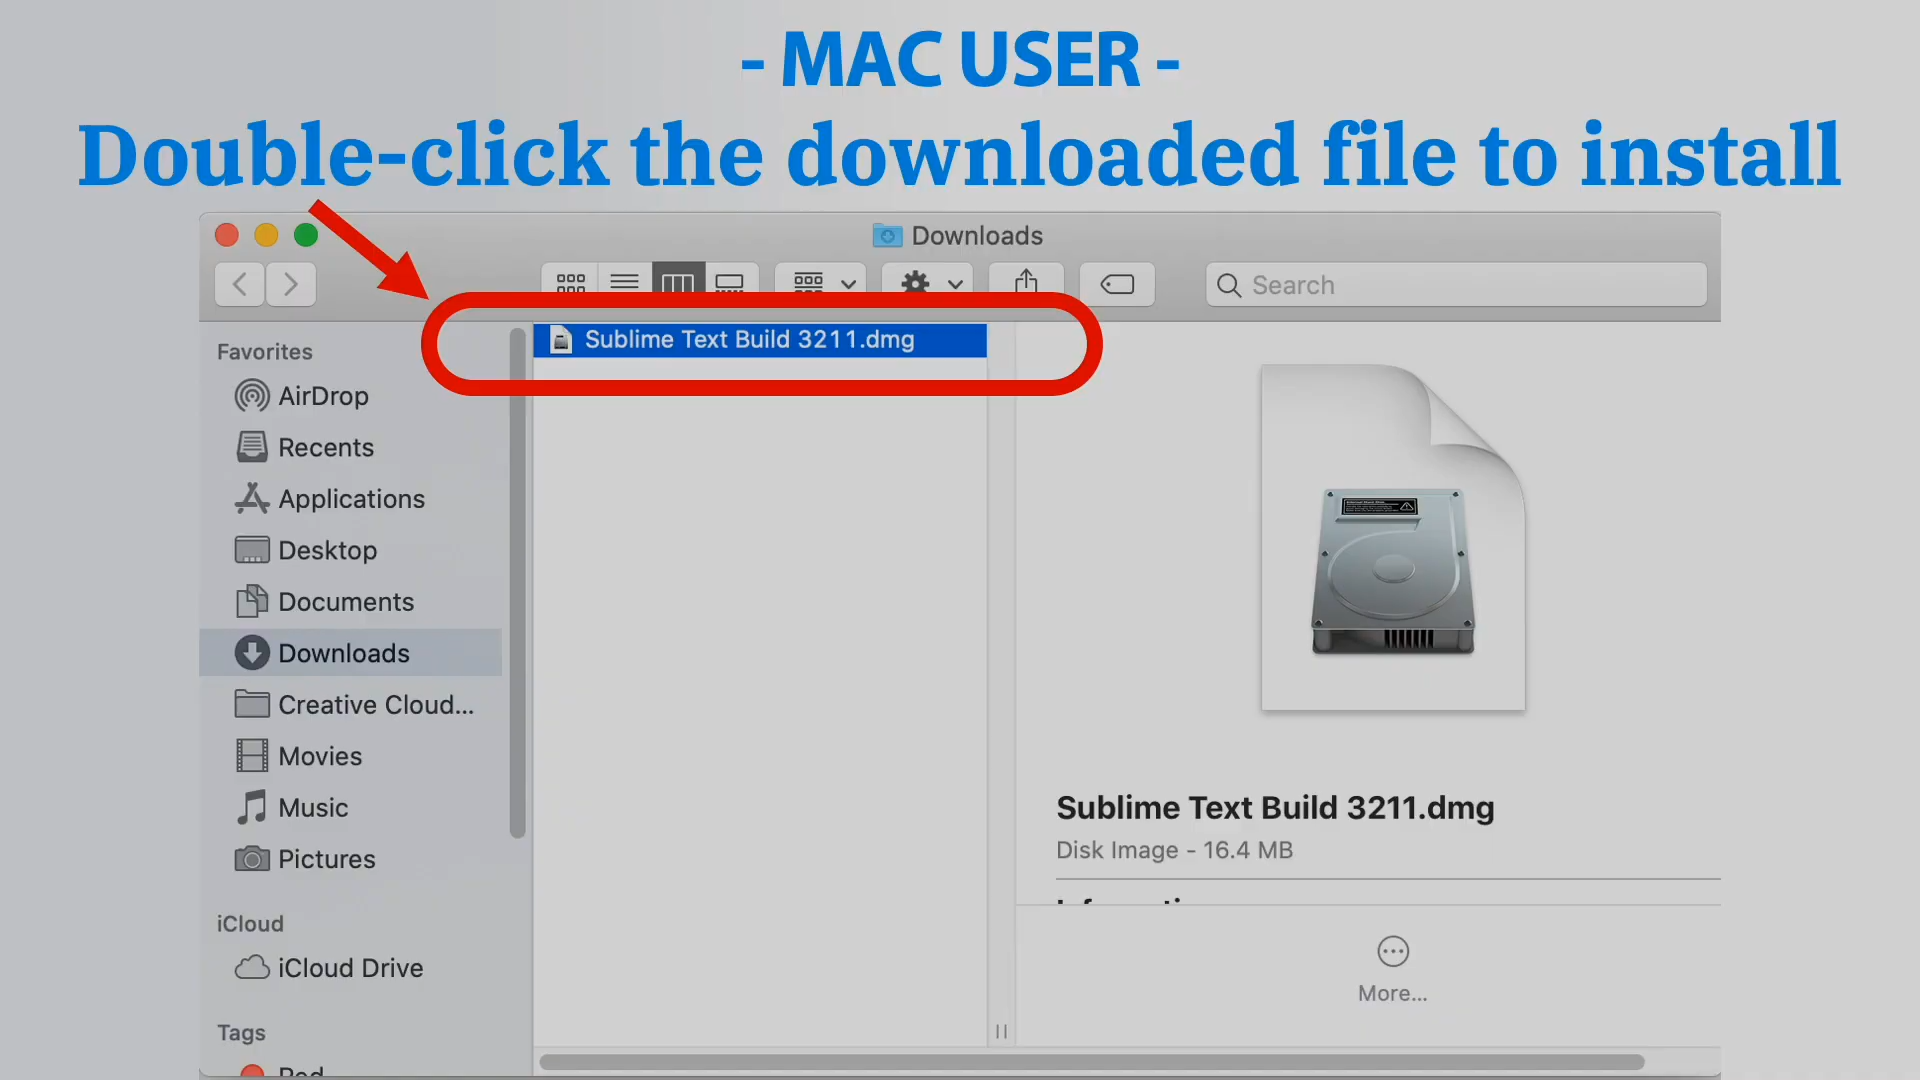 - MAC USER -
Double-click the downloaded file to install
Downloads
Search
Favorites
AirDrop
Recents
Applications
Desktop
Documents
Downloads
Creative Cloud...
Movies
Music
Pictures
iCloud
iCloud Drive
Tags
Red
Sublime Text Build 3211.dmg
Sublime Text Build 3211.dmg
Disk Image - 16.4 MB
More...